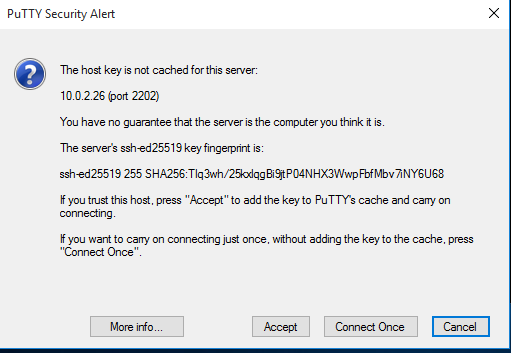 PuTTY Security Alert
The host key is not cached for this server:
10.0.2.26 (port 2202)
You have no guarantee that the server is the computer you think it is.
The server's ssh-ed25519 key fingerprint is:
ssh-ed25519 255 SHA256:TIq3wh/25kxlqgBi9jtP04NHX3WwpFbfMbv7iNY6U68
If you trust this host, press "Accept" to add the key to PuTTY's cache and carry on
connecting.
If you want to carry on connecting just once, without adding the key to the cache, press
"Connect Once".
More info...
Accept
Connect Once
Cancel